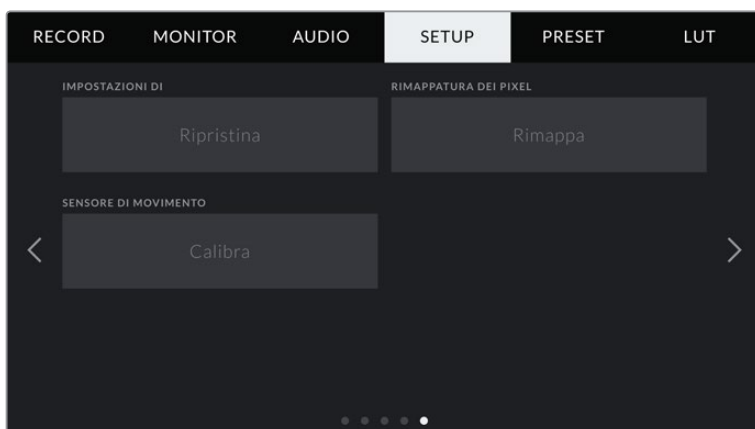 RECORD MONITOR AUDIO SETUP PRESET LUT
IMPOSTAZIONI DI RIMAPPATURA DEI PIXEL
Ripristina Rimappa
SENSORE DI MOVIMENTO
Calibra